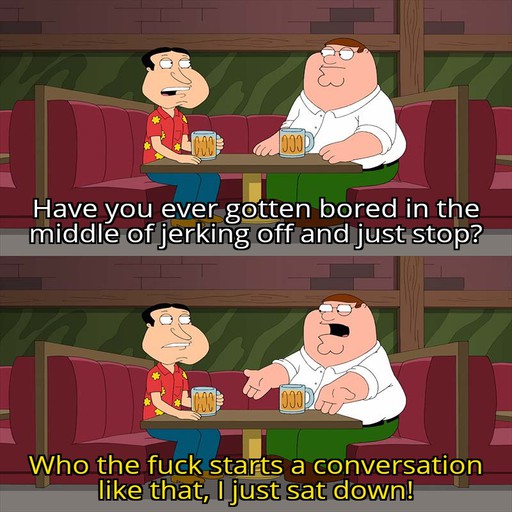 Have you ever gotten bored in the
middle of jerking off and just stop?
Who the fuck starts a conversation
like that, I just sat down!